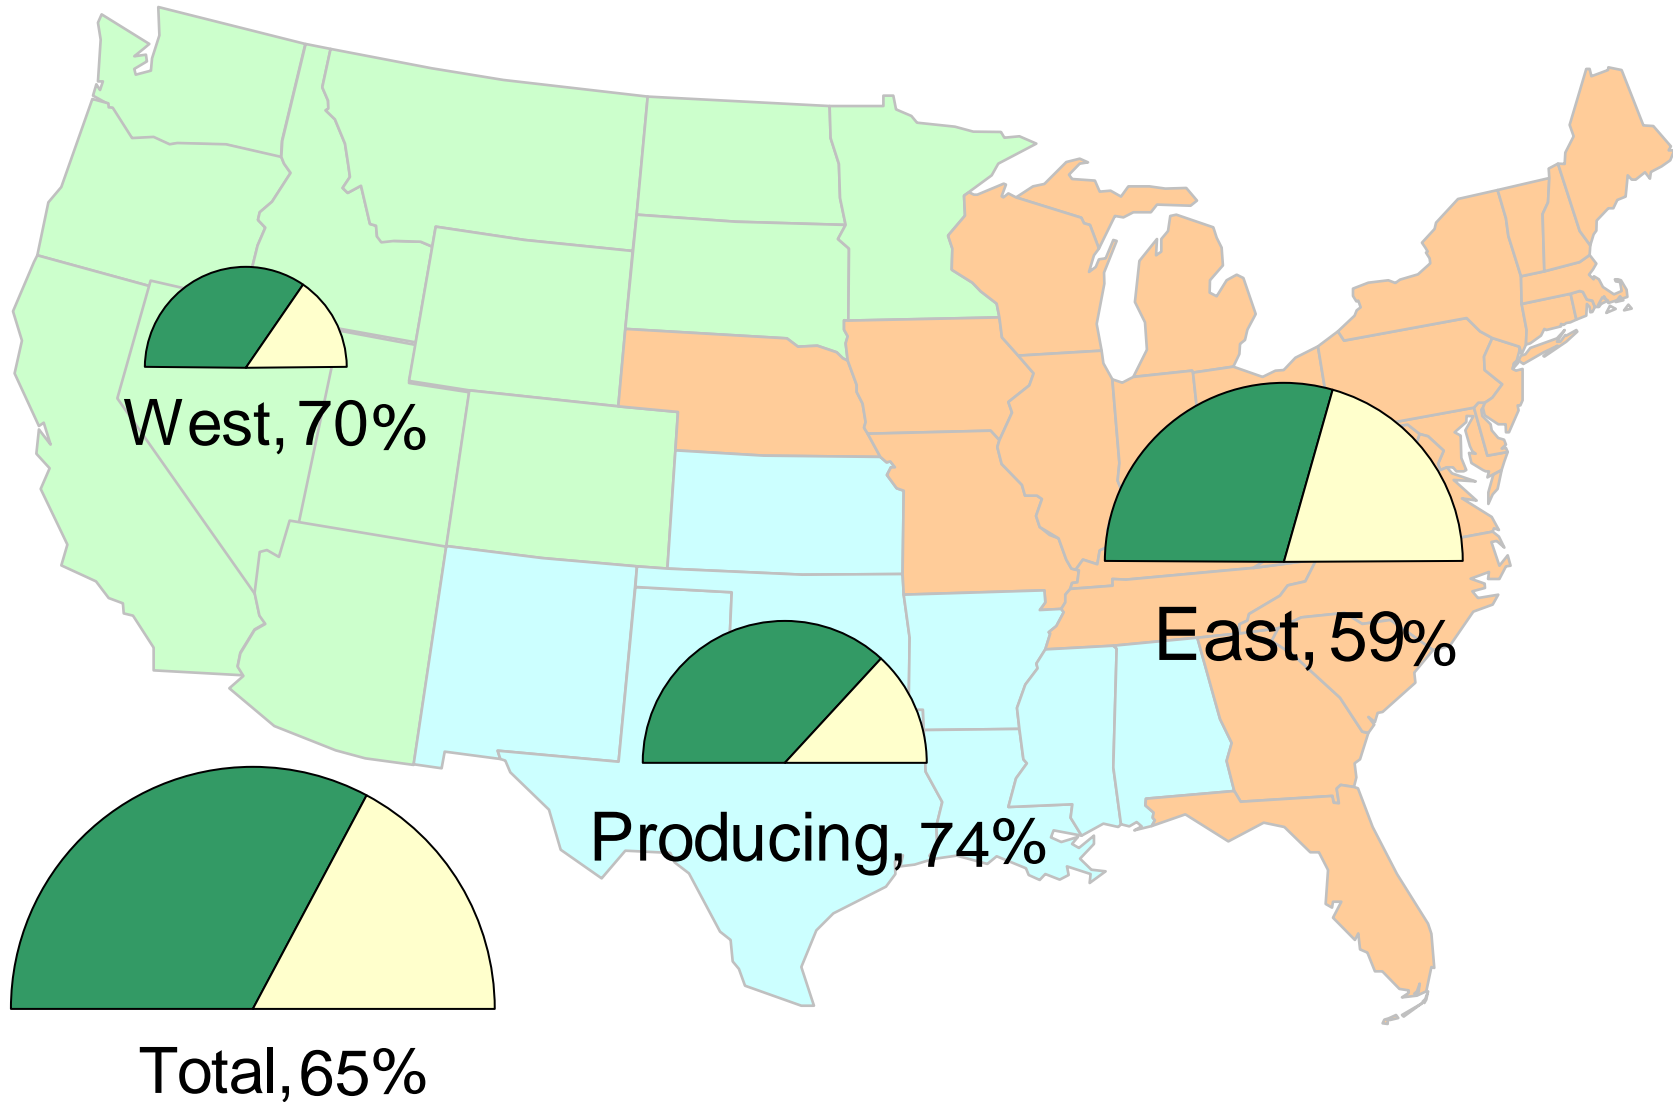 West, 70%
East, 59%
Producing, 74%
Total, 65%